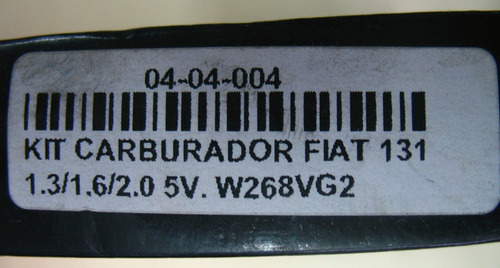 04-04-004
KIT CARBURADOR FIAT 131
1.3/1.6/2.0 5V. W268VG2